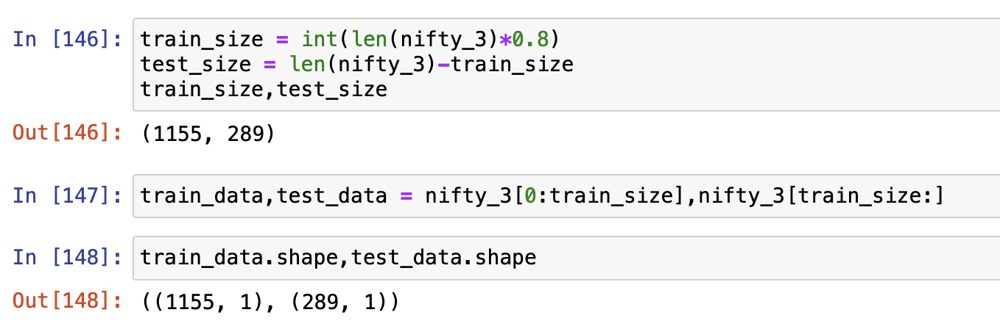 In [146]: train_size = int(len(nifty_3)*0.8)
test_size = len(nifty_3)-train_size
train_size,test_size
Out[146]: (1155, 289)
In [147]: train_data,test_data = nifty_3[0:train_size],nifty_3[train_size:]
In [148]: train_data.shape,test_data.shape
Out[148]: ((1155, 1), (289, 1))